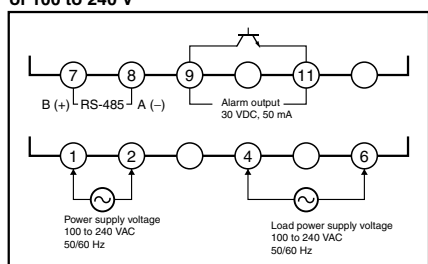 or 100 to 240 V
7 8 9 11
B (+) RS-485 A (−)
Alarm output
30 VDC, 50 mA
1 2 4 6
Power supply voltage
100 to 240 VAC
50/60 Hz
Load power supply voltage
100 to 240 VAC
50/60 Hz